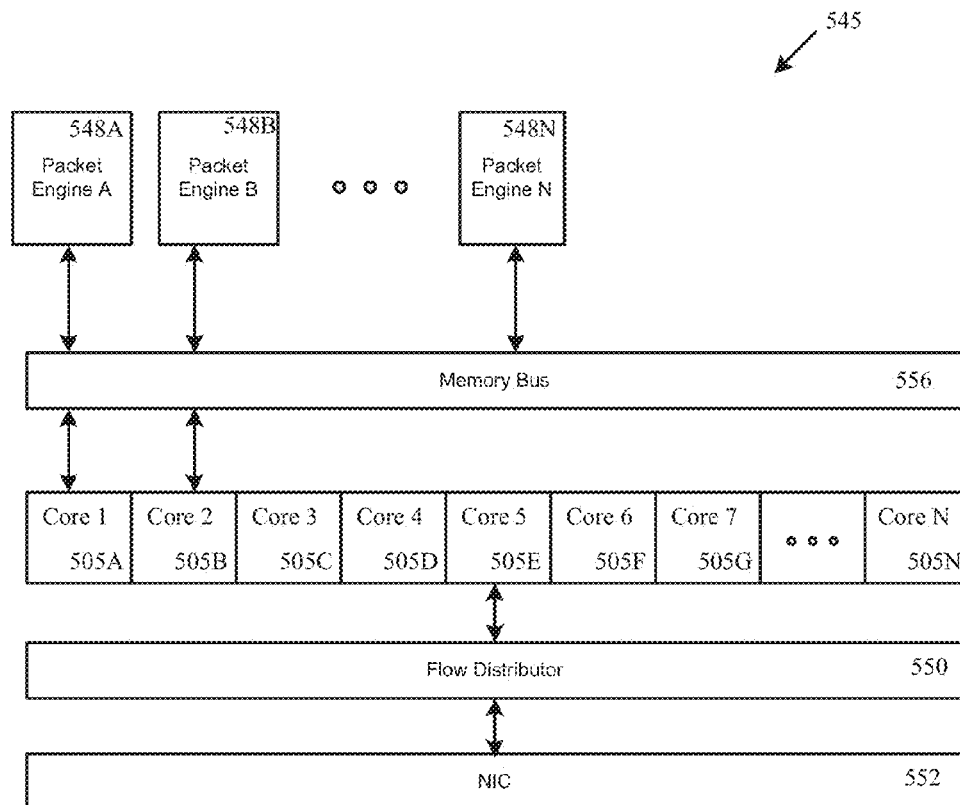 545
548A
Packet
Engine A
548B
Packet
Engine B
548N
Packet
Engine N
Memory Bus 556
Core 1 Core 2 Core 3 Core 4 Core 5 Core 6 Core 7 Core N
505A 505B 505C 505D 505E 505F 505G 505N
Flow Distributor 550
NIC 552